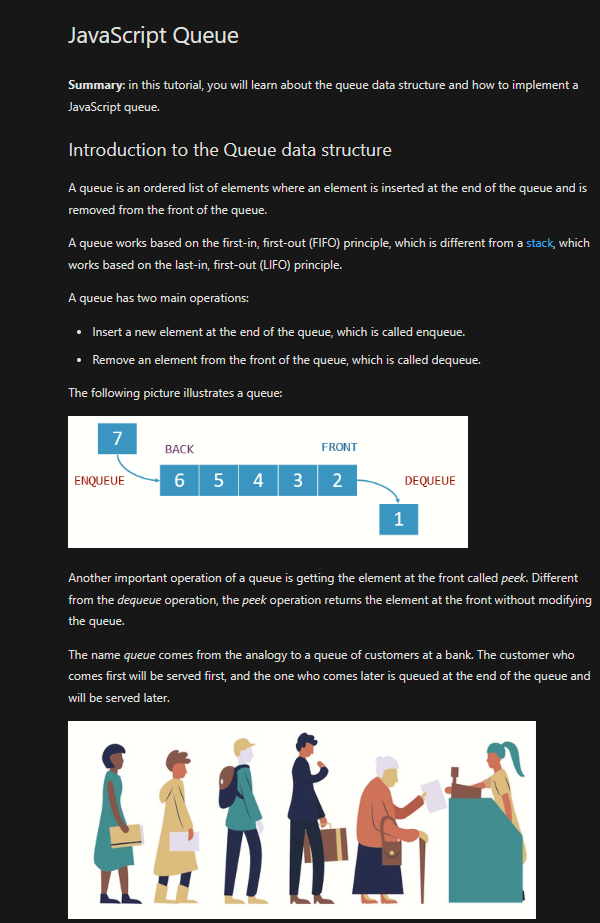 JavaScript Queue
Summary: in this tutorial, you will learn about the queue data structure and how to implement a
JavaScript queue.
Introduction to the Queue data structure
A queue is an ordered list of elements where an element is inserted at the end of the queue and is
removed from the front of the queue.
A queue works based on the first-in, first-out (FIFO) principle, which is different from a stack, which
works based on the last-in, first-out (LIFO) principle.
A queue has two main operations:
• Insert a new element at the end of the queue, which is called enqueue.
• Remove an element from the front of the queue, which is called dequeue.
The following picture illustrates a queue:
7
BACK FRONT
ENQUEUE 6 5 4 3 2 DEQUEUE
1
Another important operation of a queue is getting the element at the front called peek. Different
from the dequeue operation, the peek operation returns the element at the front without modifying
the queue.
The name queue comes from the analogy to a queue of customers at a bank. The customer who
comes first will be served first, and the one who comes later is queued at the end of the queue and
will be served later.